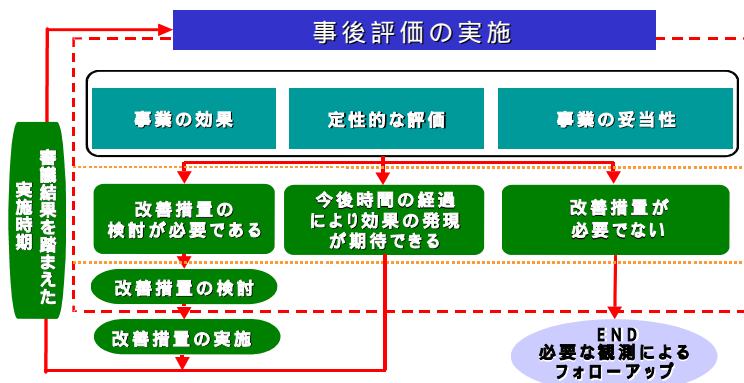 事後評価の実施
事業の効果
定性的な評価
事業の妥当性
改善措置の
検討が必要である
今後時間の経過
により効果の発現
が期待できる
改善措置が
必要でない
審議結果を踏まえた
実施時期
改善措置の検討
改善措置の実施
END
必要な観測による
フォローアップ